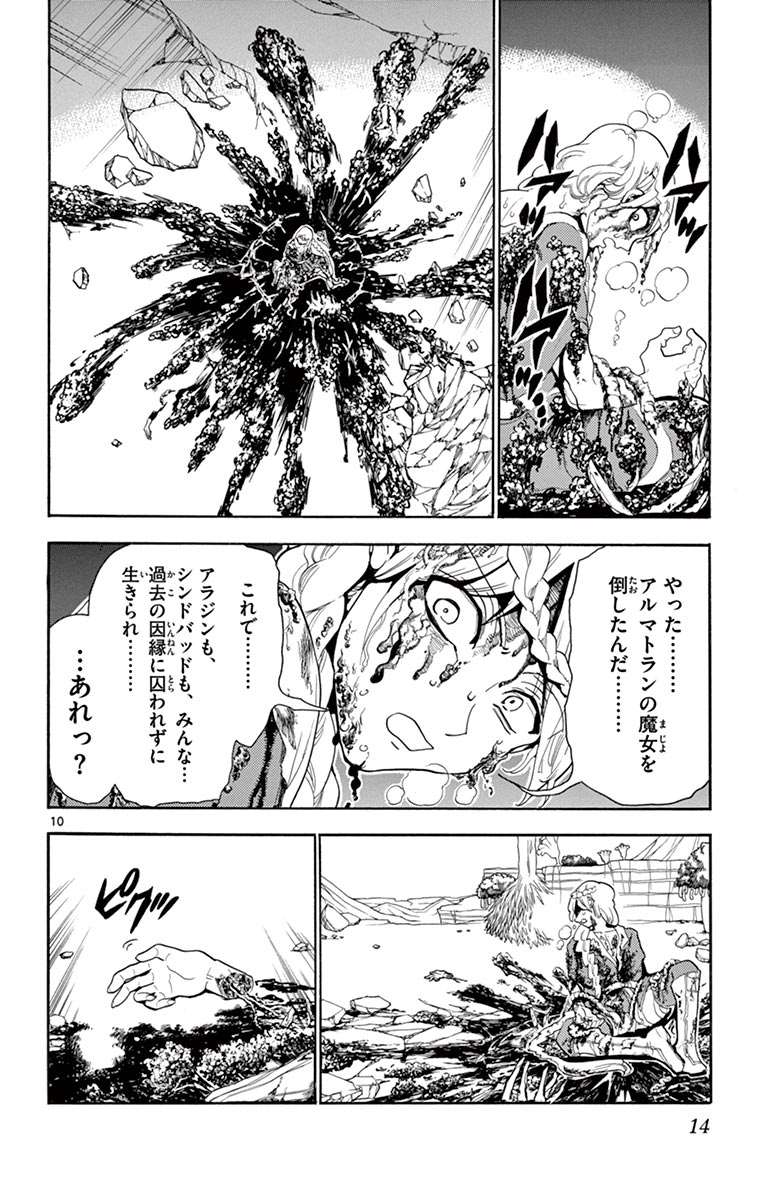 ハァ
ハァ
ハァ
やった………
アルマトランの魔女を
倒したんだ………
これで………
アラジンも、
シンドバッドも、みんな…
過去の因縁に囚われずに
生きられ………
…あれっ？
10
ピクッ
14